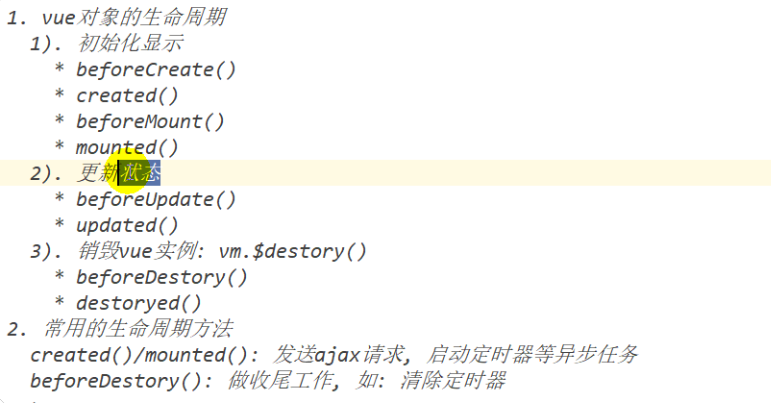 1. vue对象的生命周期
1). 初始化显示
* beforeCreate()
* created()
* beforeMount()
* mounted()
2). 更新状态
* beforeUpdate()
* updated()
3). 销毁vue实例: vm.$destory()
* beforeDestory()
* destoryed()
2. 常用的生命周期方法
created()/mounted(): 发送ajax请求, 启动定时器等异步任务
beforeDestory(): 做收尾工作, 如: 清除定时器